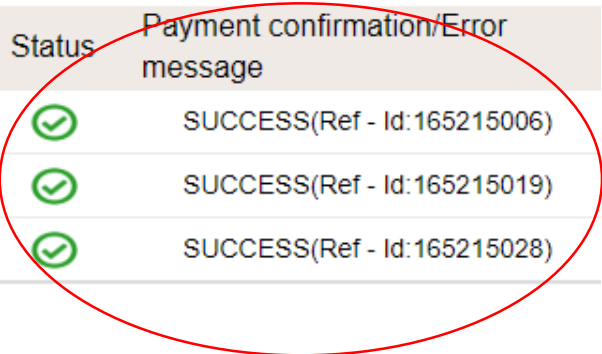 Status
Payment confirmation/Error
message
SUCCESS(Ref - Id:165215006)
SUCCESS(Ref - Id:165215019)
SUCCESS(Ref - Id:165215028)